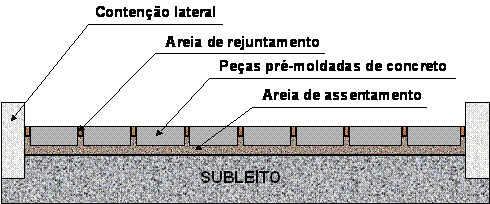 Contenção lateral
Areia de rejuntamento
Peças pré-moldadas de concreto
Areia de assentamento
SUBLEITO